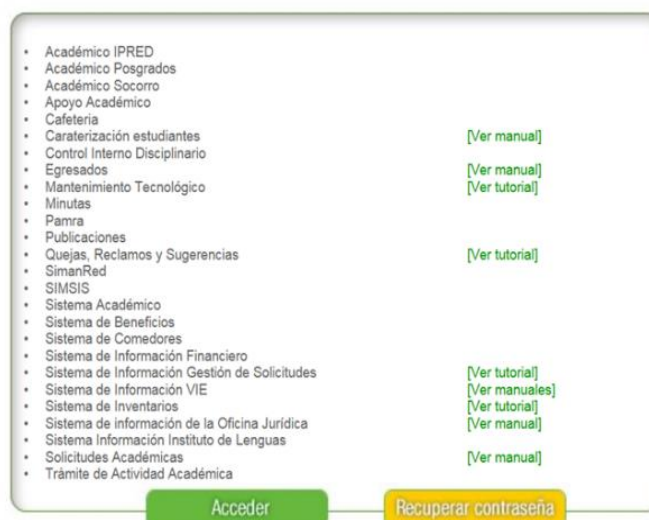 • Académico IPRED
• Académico Posgrados
• Académico Socorro
• Apoyo Académico
• Cafeteria
• Caraterización estudiantes [Ver manual]
• Control Interno Disciplinario
• Egresados [Ver manual]
• Mantenimiento Tecnológico [Ver tutorial]
• Minutas
• Pamra
• Publicaciones
• Quejas, Reclamos y Sugerencias [Ver tutorial]
• SimanRed
• SIMSIS
• Sistema Académico
• Sistema de Beneficios
• Sistema de Comedores
• Sistema de Información Financiero
• Sistema de Información Gestión de Solicitudes [Ver tutorial]
• Sistema de Información VIE [Ver manuales]
• Sistema de Inventarios [Ver tutorial]
• Sistema de información de la Oficina Jurídica [Ver manual]
• Sistema Información Instituto de Lenguas
• Solicitudes Académicas [Ver manual]
• Trámite de Actividad Académica
Acceder Recuperar contraseña